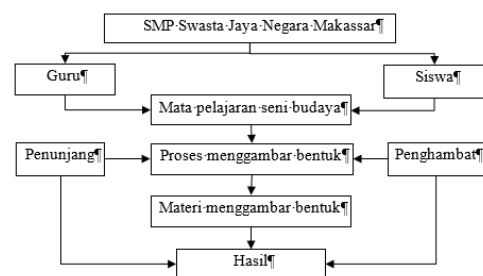 SMP·Swasta·Jaya·Negara·Makassar¶
Guru¶
Siswa¶
Mata·pelajaran·seni·budaya¶
Penunjang¶
Proses·menggambar·bentuk¶
Penghambat¶
Materi·menggambar·bentuk¶
Hasil¶